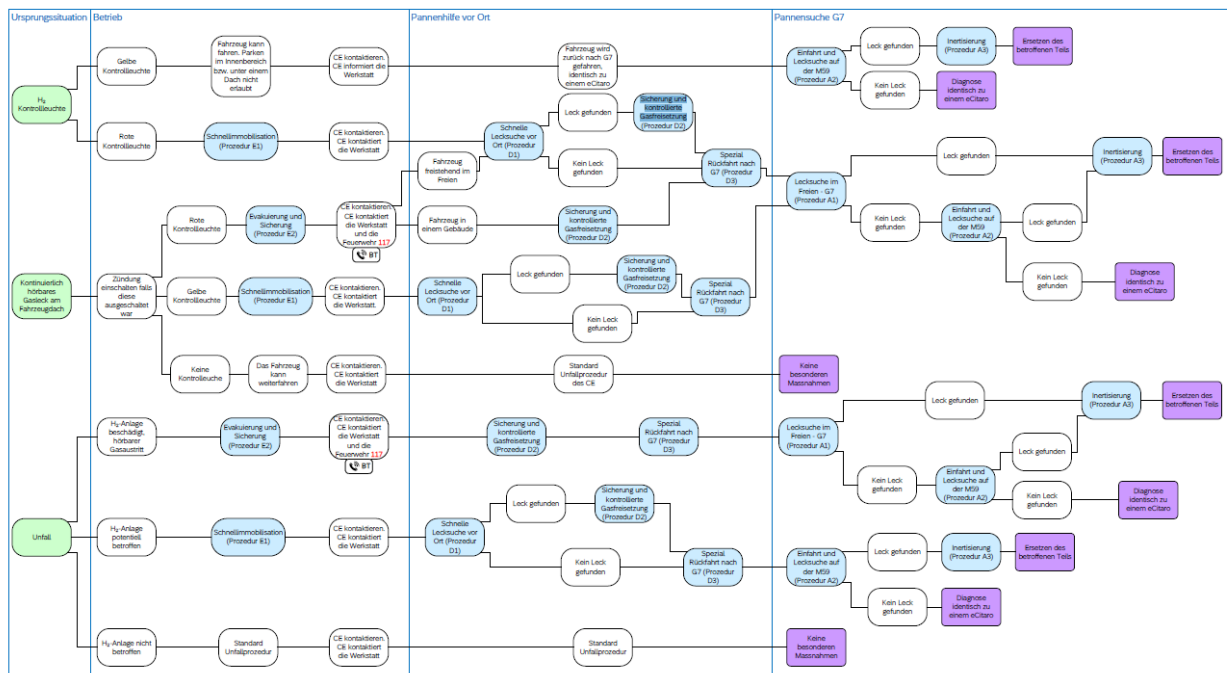 Ursprungssituation
Betrieb
Pannenhilfe vor Ort
Pannensuche G7
H₂
Kontrollleuchte
Gelbe
Kontrollleuchte
Fahrzeug kann
fahren. Parken
im Innenbereich
bzw. unter einem
Dach nicht
erlaubt
CE kontaktieren.
CE informiert die
Werkstatt
Fahrzeug wird
zurück nach G7
gefahren,
identisch zu
einem eCitaro
Einfahrt und
Lecksuche auf
der M59
(Prozedur A2)
Leck gefunden
Inertisierung
(Prozedur A3)
Ersetzen des
betroffenen Teils
Kein Leck
gefunden
Diagnose
identisch zu
einem eCitaro
Rote
Kontrollleuchte
Schnellimmobilisation
(Prozedur E1)
CE kontaktieren.
CE kontaktiert
die Werkstatt
Schnelle
Lecksuche vor
Ort (Prozedur
D1)
Leck gefunden
Sicherung und
kontrollierte
Gasfreisetzung
(Prozedur D2)
Kein Leck
gefunden
Spezial
Rückfahrt nach
G7 (Prozedur
D3)
Lecksuche im
Freien - G7
(Prozedur A1)
Leck gefunden
Inertisierung
(Prozedur A3)
Ersetzen des
betroffenen Teils
Kein Leck
gefunden
Einfahrt und
Lecksuche auf
der M59
(Prozedur A2)
Leck gefunden
Kein Leck
gefunden
Diagnose
identisch zu
einem eCitaro
Kontinuierlich
hörbares
Gasleck am
Fahrzeugdach
Zündung
einschalten falls
diese
ausgeschaltet
war
Rote
Kontrollleuchte
Evakuierung und
Sicherung
(Prozedur E2)
CE kontaktieren.
CE kontaktiert
die Werkstatt
und die
Feuerwehr 117
BT
Fahrzeug
freistehend im
Freien
Fahrzeug in
einem Gebäude
Sicherung und
kontrollierte
Gasfreisetzung
(Prozedur D2)
Gelbe
Kontrollleuchte
Schnellimmobilisation
(Prozedur E1)
CE kontaktieren.
CE kontaktiert
die Werkstatt.
Schnelle
Lecksuche vor
Ort (Prozedur
D1)
Leck gefunden
Sicherung und
kontrollierte
Gasfreisetzung
(Prozedur D2)
Kein Leck
gefunden
Spezial
Rückfahrt nach
G7 (Prozedur
D3)
Keine
Kontrolleuche
Das Fahrzeug
kann
weiterfahren
CE kontaktieren.
CE kontaktiert
die Werkstatt
Standard
Unfallprozedur
des CE
Keine
besonderen
Massnahmen
Unfall
H₂-Anlage
beschädigt,
hörbarer
Gasaustritt
Evakuierung und
Sicherung
(Prozedur E2)
CE kontaktieren.
CE kontaktiert
die Werkstatt
und die
Feuerwehr 117
BT
Sicherung und
kontrollierte
Gasfreisetzung
(Prozedur D2)
Spezial
Rückfahrt nach
G7 (Prozedur
D3)
Lecksuche im
Freien - G7
(Prozedur A1)
Leck gefunden
Inertisierung
(Prozedur A3)
Ersetzen des
betroffenen Teils
Kein Leck
gefunden
Einfahrt und
Lecksuche auf
der M59
(Prozedur A2)
Leck gefunden
Kein Leck
gefunden
Diagnose
identisch zu
einem eCitaro
H₂-Anlage
potentiell
betroffen
Schnellimmobilisation
(Prozedur E1)
CE kontaktieren.
CE kontaktiert
die Werkstatt
Schnelle
Lecksuche vor
Ort (Prozedur
D1)
Leck gefunden
Sicherung und
kontrollierte
Gasfreisetzung
(Prozedur D2)
Kein Leck
gefunden
Spezial
Rückfahrt nach
G7 (Prozedur
D3)
Einfahrt und
Lecksuche auf
der M59
(Prozedur A2)
Leck gefunden
Inertisierung
(Prozedur A3)
Ersetzen des
betroffenen Teils
Kein Leck
gefunden
Diagnose
identisch zu
einem eCitaro
H₂-Anlage nicht
betroffen
Standard
Unfallprozedur
CE kontaktieren.
CE kontaktiert
die Werkstatt
Standard
Unfallprozedur
Keine
besonderen
Massnahmen